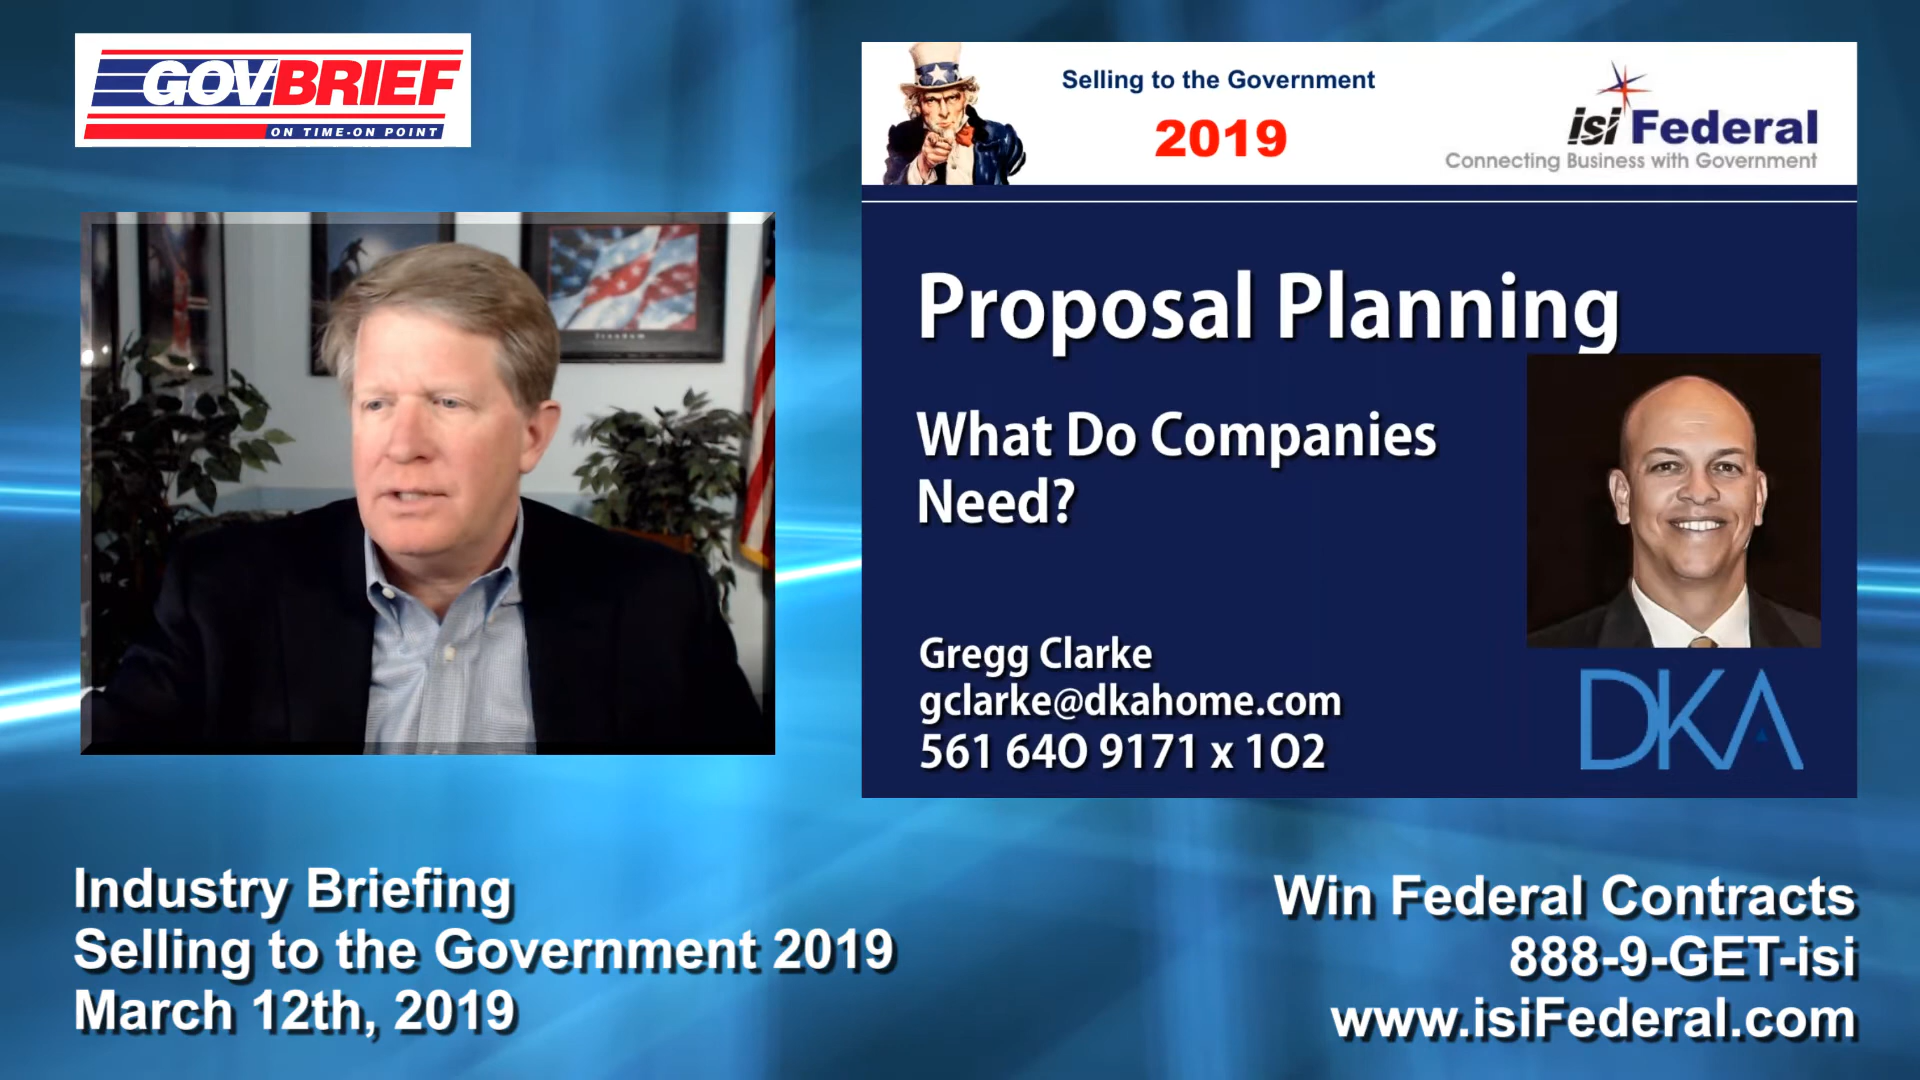 GOVBRIEF
ON TIME-ON POINT
Selling to the Government
2019
isi Federal
Connecting Business with Government
Proposal Planning
What Do Companies
Need?
Gregg Clarke
gclarke@dkahome.com
561 640 9171 x 102
DKA
Freedom
Industry Briefing
Selling to the Government 2019
March 12th, 2019
Win Federal Contracts
888-9-GET-isi
www.isiFederal.com